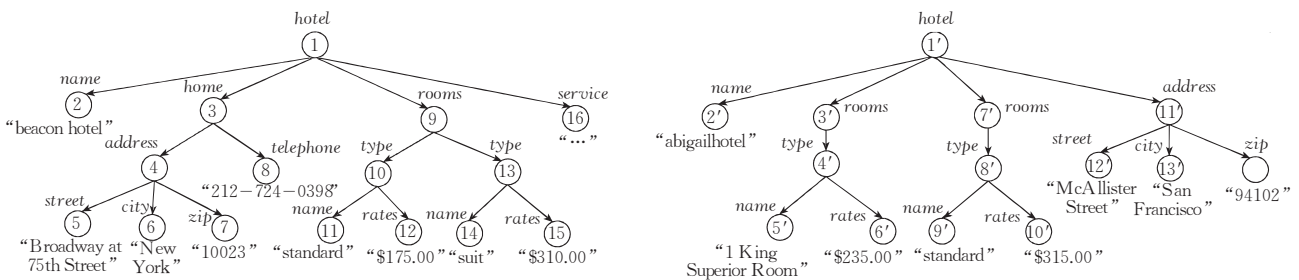 hotel
1
name
home
rooms
service
2
3
9
16
"beacon hotel"
"..."
address
telephone
type
type
4
8
10
13
"212-724-0398"
street
city
zip
name
rates
name
rates
5
6
7
11
12
14
15
"Broadway at
75th Street"
"New
York"
"10023"
"standard"
"$175.00"
"suit"
"$310.00"
hotel
1′
name
rooms
rooms
address
2′
3′
7′
11′
"abigailhotel"
type
type
street
city
zip
4′
8′
12′
13′
"McAllister
Street"
"San
Francisco"
"94102"
name
rates
name
rates
5′
6′
9′
10′
"1 King
Superior Room"
"$235.00"
"standard"
"$315.00"